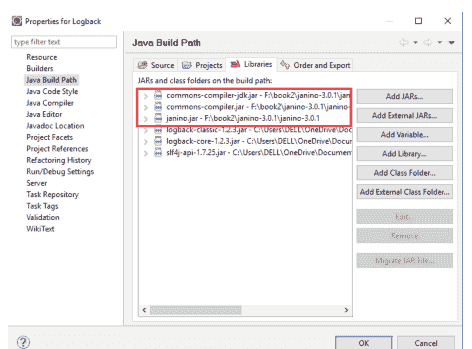 Properties for Logback
type filter text
Java Build Path
Resource
Builders
Java Build Path
Java Code Style
Java Compiler
Java Editor
Javadoc Location
Project Facets
Project References
Refactoring History
Run/Debug Settings
Server
Task Repository
Task Tags
Validation
WikiText
Source
Projects
Libraries
Order and Export
JARs and class folders on the build path:
commons-compiler-jdk.jar - F:\book2\janino-3.0.1\jan
commons-compiler.jar - F:\book2\janino-3.0.1\janino-
janino.jar - F:\book2\janino-3.0.1\janino-3.0.1
logback-classic-1.2.3.jar - C:\Users\DELL\OneDrive\Doc
logback-core-1.2.3.jar - C:\Users\DELL\OneDrive\Docur
slf4j-api-1.7.25.jar - C:\Users\DELL\OneDrive\Documen
Add JARs...
Add External JARs...
Add Variable...
Add Library...
Add Class Folder...
Add External Class Folder...
Edit...
Remove
Migrate JAR File...
OK
Cancel